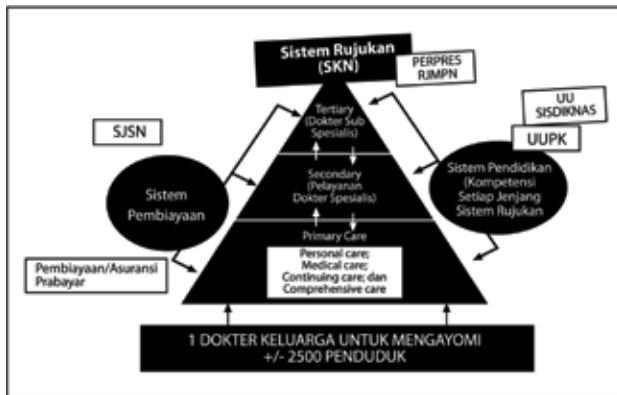 Sistem Rujukan
(SKN)
PERPRES
RJMPN
Tertiary
(Dokter Sub
Spesialis)
UU
SISDIKNAS
SJSN
UUPK
Secondary
(Pelayanan
Dokter Spesialis)
Sistem
Pembiayaan
Sistem Pendidikan
(Kompetensi
Setiap Jenjang
Sistem Rujukan)
Primary Care
Personal care;
Medical care;
Continuing care; dan
Comprehensive care
Pembiayaan/Asuransi
Prabayar
1 DOKTER KELUARGA UNTUK MENGAYOMI
+/- 2500 PENDUDUK